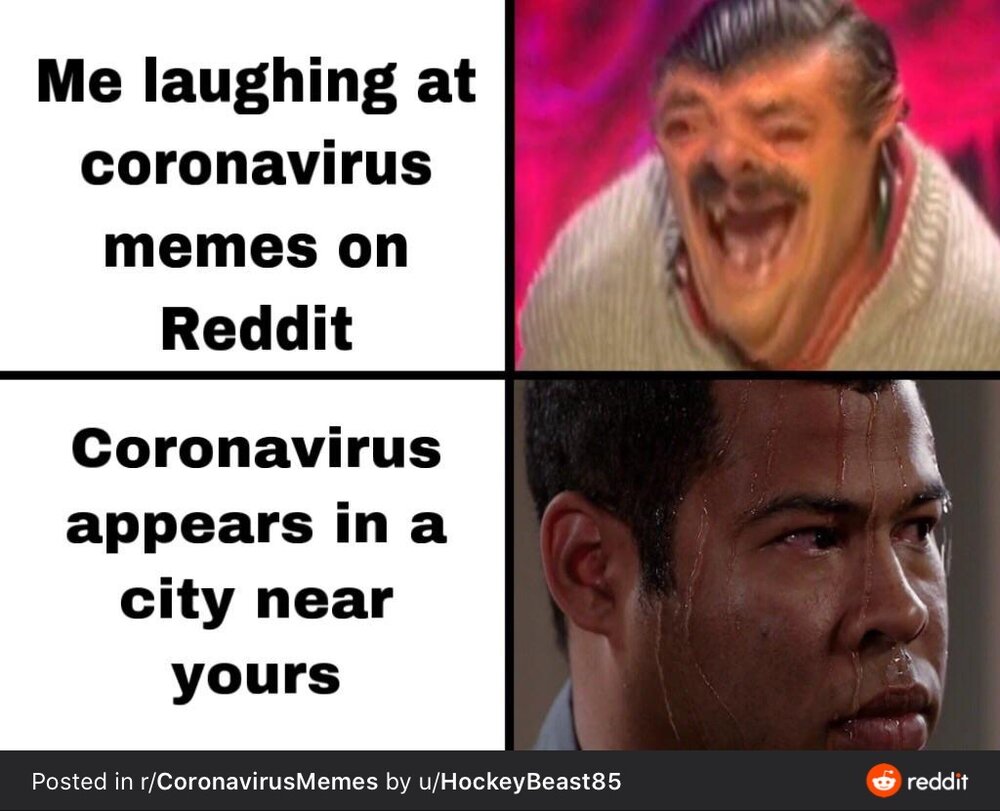 Me laughing at
coronavirus
memes on
Reddit
Coronavirus
appears in a
city near
yours
Posted in r/CoronavirusMemes by u/HockeyBeast85
reddit